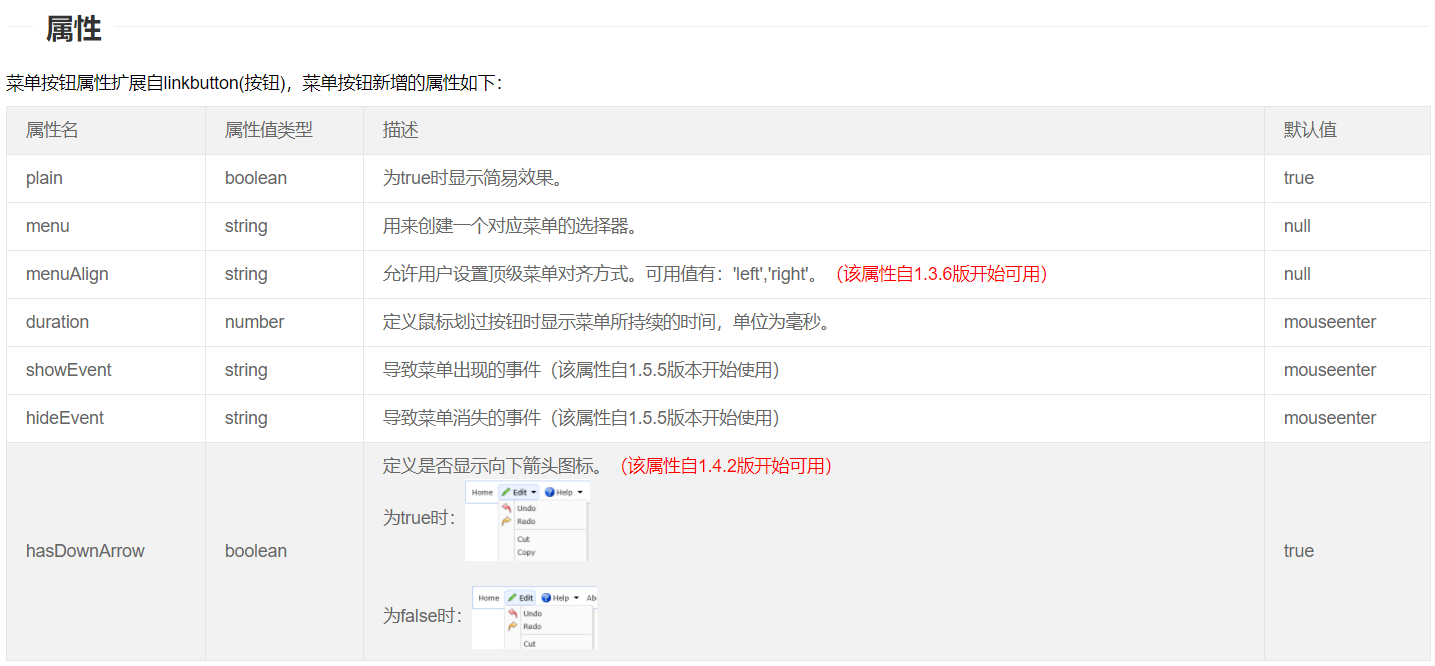 属性
菜单按钮属性扩展自linkbutton(按钮)，菜单按钮新增的属性如下：
属性名 属性值类型 描述 默认值
plain boolean 为true时显示简易效果。 true
menu string 用来创建一个对应菜单的选择器。 null
menuAlign string 允许用户设置顶级菜单对齐方式。可用值有：'left','right'。（该属性自1.3.6版开始可用） null
duration number 定义鼠标划过按钮时显示菜单所持续的时间，单位为毫秒。 mouseenter
showEvent string 导致菜单出现的事件（该属性自1.5.5版本开始使用） mouseenter
hideEvent string 导致菜单消失的事件（该属性自1.5.5版本开始使用） mouseenter
定义是否显示向下箭头图标。（该属性自1.4.2版开始可用）
Home Edit Help
Undo
为true时：
Redo
Cut
Copy
hasDownArrow boolean true
Home Edit Help Ab
Undo
为false时：
Redo
Cut